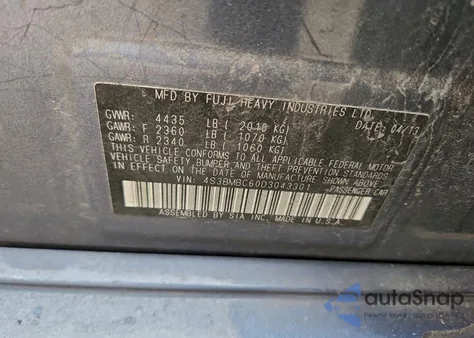 MFD BY FUJI HEAVY INDUSTRIES LTD.
DATE: 04/13
GVWR: 4435 LB ( 2010 KG)
GAWR: F 2360 LB ( 1070 KG)
GAWR: R 2340 LB ( 1060 KG)
THIS VEHICLE CONFORMS TO ALL APPLICABLE FEDERAL MOTOR
VEHICLE SAFETY, BUMPER, AND THEFT PREVENTION STANDARDS
IN EFFECT ON THE DATE OF MANUFACTURE SHOWN ABOVE.
VIN: 4S3BMBC60D3043301
PASSENGER CAR
ASSEMBLED BY SIA INC. MADE IN U.S.A.
autoSnap